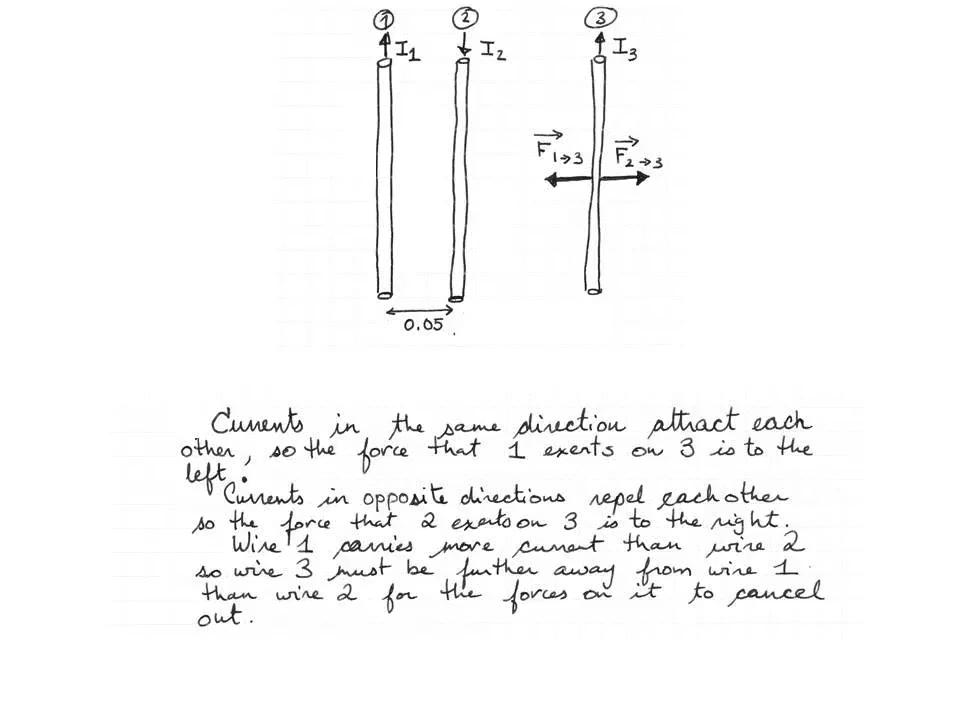 ① ② ③
I1 I2 I3
F1→3 F2→3
0.05
Currents in the same direction attract each
other, so the force that 1 exerts on 3 is to the
left.
Currents in opposite directions repel each other
so the force that 2 exerts on 3 is to the right.
Wire 1 carries more current than wire 2
so wire 3 must be further away from wire 1
than wire 2 for the forces on it to cancel
out.